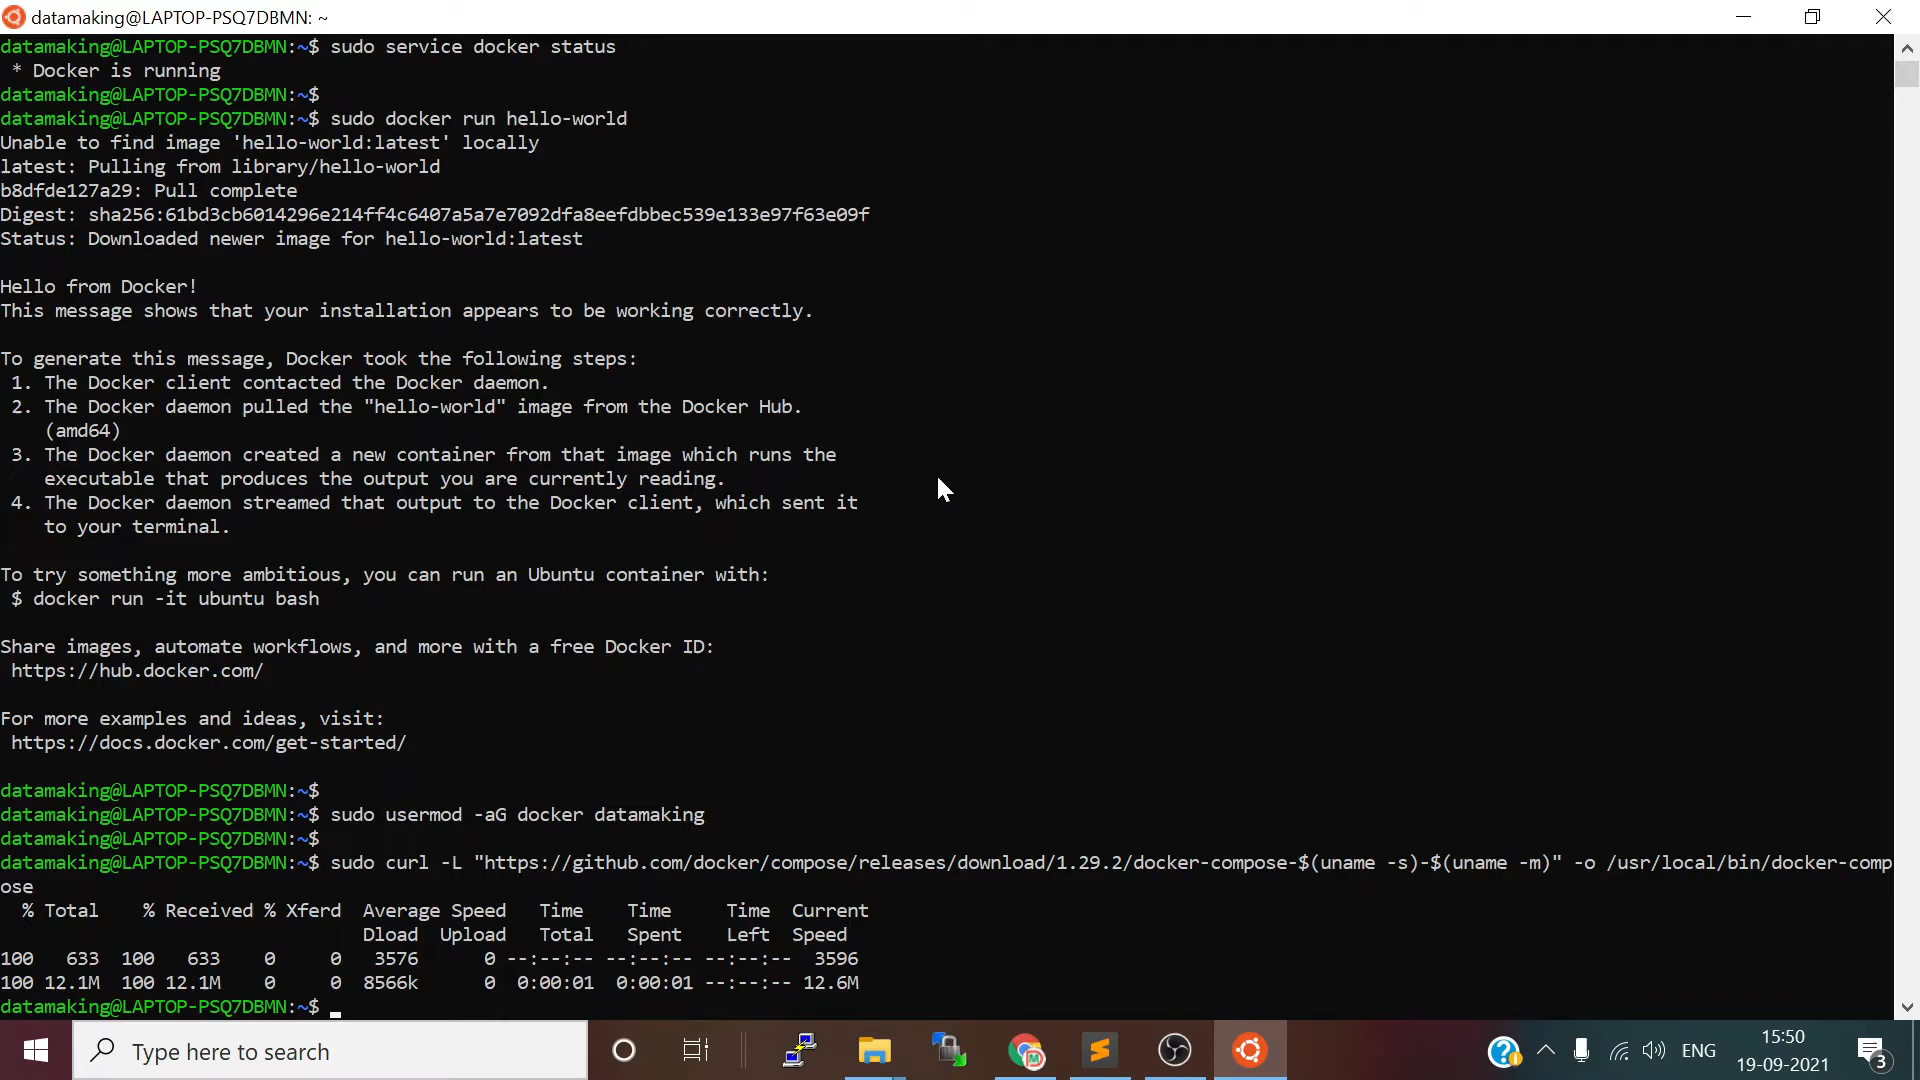 datamaking@LAPTOP-PSQ7DBMN: ~
datamaking@LAPTOP-PSQ7DBMN:~$ sudo service docker status
 * Docker is running
datamaking@LAPTOP-PSQ7DBMN:~$
datamaking@LAPTOP-PSQ7DBMN:~$ sudo docker run hello-world
Unable to find image 'hello-world:latest' locally
latest: Pulling from library/hello-world
b8dfde127a29: Pull complete
Digest: sha256:61bd3cb6014296e214ff4c6407a5a7e7092dfa8eefdbbec539e133e97f63e09f
Status: Downloaded newer image for hello-world:latest

Hello from Docker!
This message shows that your installation appears to be working correctly.

To generate this message, Docker took the following steps:
 1. The Docker client contacted the Docker daemon.
 2. The Docker daemon pulled the "hello-world" image from the Docker Hub.
    (amd64)
 3. The Docker daemon created a new container from that image which runs the
    executable that produces the output you are currently reading.
 4. The Docker daemon streamed that output to the Docker client, which sent it
    to your terminal.

To try something more ambitious, you can run an Ubuntu container with:
 $ docker run -it ubuntu bash

Share images, automate workflows, and more with a free Docker ID:
 https://hub.docker.com/

For more examples and ideas, visit:
 https://docs.docker.com/get-started/

datamaking@LAPTOP-PSQ7DBMN:~$
datamaking@LAPTOP-PSQ7DBMN:~$ sudo usermod -aG docker datamaking
datamaking@LAPTOP-PSQ7DBMN:~$
datamaking@LAPTOP-PSQ7DBMN:~$ sudo curl -L "https://github.com/docker/compose/releases/download/1.29.2/docker-compose-$(uname -s)-$(uname -m)" -o /usr/local/bin/docker-comp
ose
  % Total    % Received % Xferd  Average Speed   Time    Time     Time  Current
                                 Dload  Upload   Total   Spent    Left  Speed
100   633  100   633    0     0   3576      0 --:--:-- --:--:-- --:--:--  3596
100 12.1M  100 12.1M    0     0  8566k      0  0:00:01  0:00:01 --:--:-- 12.6M
datamaking@LAPTOP-PSQ7DBMN:~$
Type here to search
ENG
15:50
19-09-2021
3